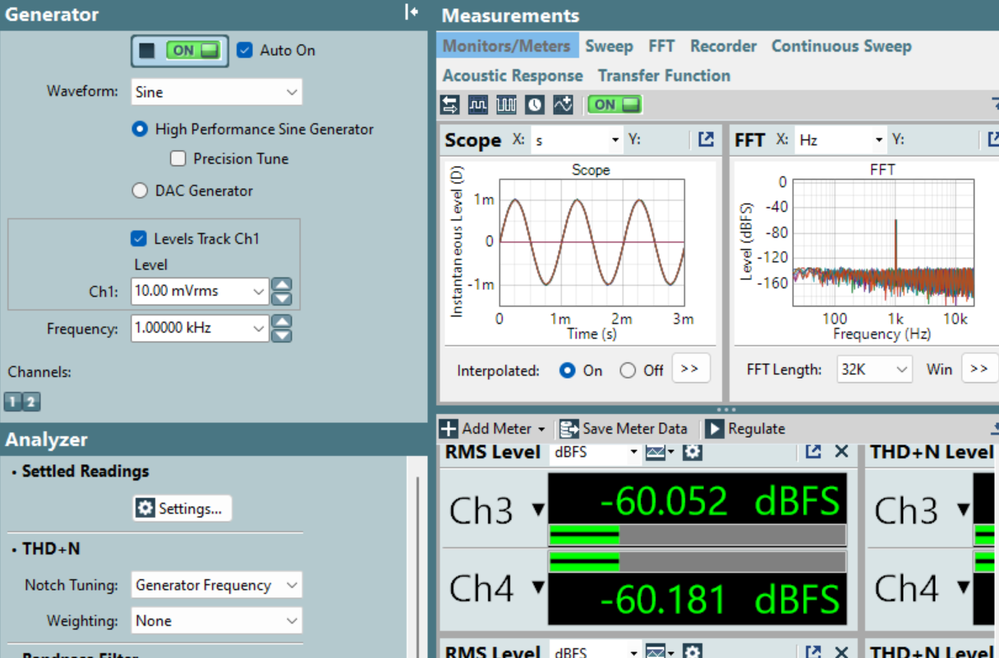 Generator
ON Auto On
Waveform: Sine
High Performance Sine Generator
Precision Tune
DAC Generator
Levels Track Ch1
Level
Ch1: 10.00 mVrms
Frequency: 1.00000 kHz
Channels:
1 2
Analyzer
• Settled Readings
Settings...
• THD+N
Notch Tuning: Generator Frequency
Weighting: None
Measurements
Monitors/Meters Sweep FFT Recorder Continuous Sweep
Acoustic Response Transfer Function
ON
Scope X: s Y:
Scope
Instantaneous Level (D)
1m
0
-1m
0 1m 2m 3m
Time (s)
Interpolated: On Off >>
FFT X: Hz Y:
FFT
Level (dBFS)
0
-40
-80
-120
-160
100 1k 10k
Frequency (Hz)
FFT Length: 32K Win >>
Add Meter Save Meter Data Regulate
RMS Level dBFS
Ch3 -60.052 dBFS
Ch4 -60.181 dBFS
THD+N Level
Ch3
Ch4
RMS Level dBFS
THD+N Level